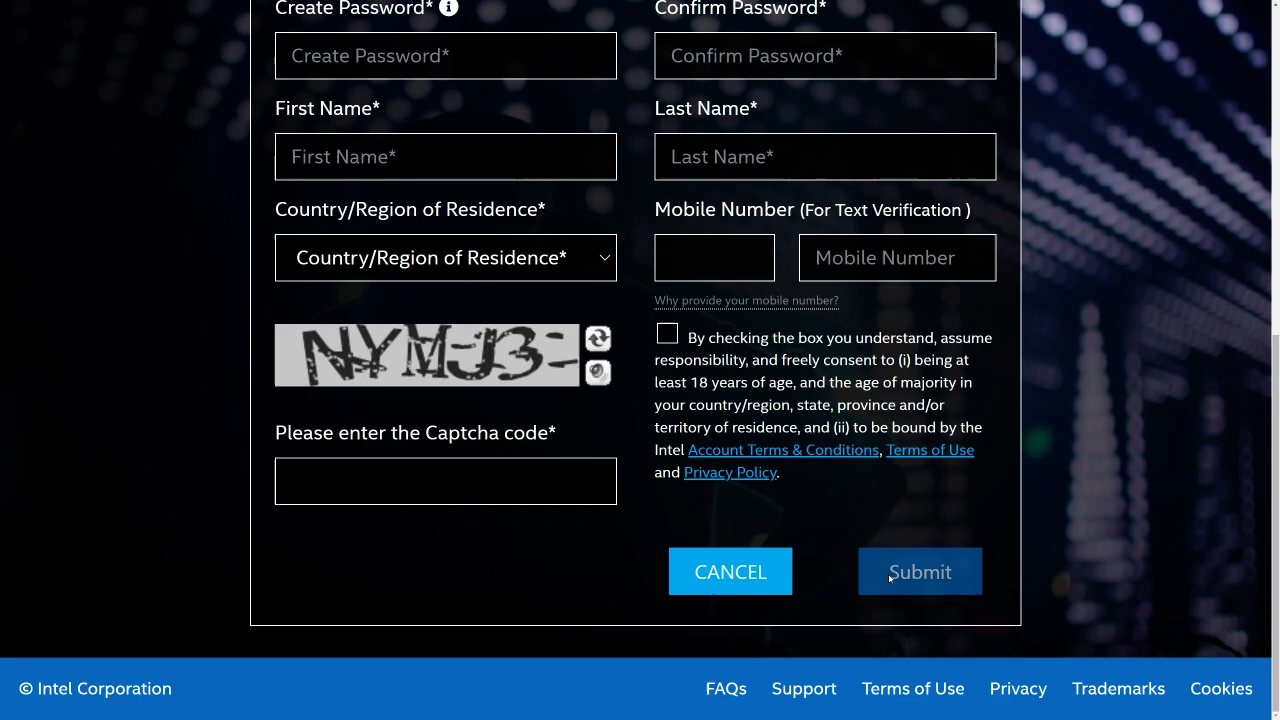 Create Password*
Confirm Password*
Create Password*
Confirm Password*
First Name*
Last Name*
First Name*
Last Name*
Country/Region of Residence*
Mobile Number (For Text Verification )
Country/Region of Residence*
Mobile Number
Why provide your mobile number?
By checking the box you understand, assume
responsibility, and freely consent to (i) being at
least 18 years of age, and the age of majority in
your country/region, state, province and/or
territory of residence, and (ii) to be bound by the
Intel Account Terms & Conditions, Terms of Use
and Privacy Policy.
Please enter the Captcha code*
CANCEL
Submit
© Intel Corporation
FAQs
Support
Terms of Use
Privacy
Trademarks
Cookies